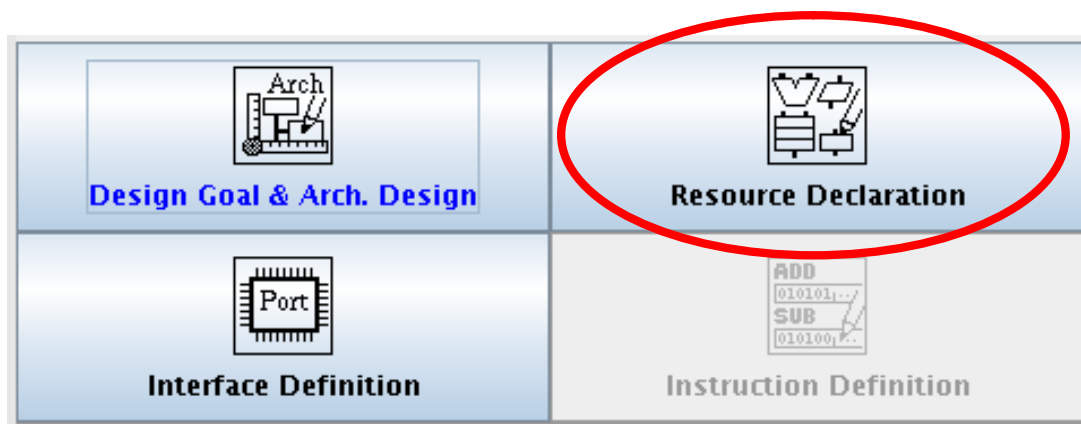 Arch
Design Goal & Arch. Design
Resource Declaration
Port
Interface Definition
ADD
010101
SUB
010100
Instruction Definition